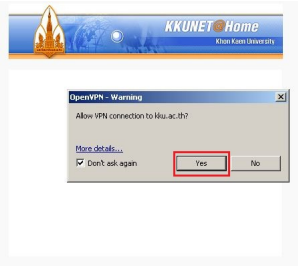 KKUNET@Home
Khon Kaen University
OpenVPN - Warning
Allow VPN connection to kku.ac.th?
More details...
Don't ask again
Yes
No